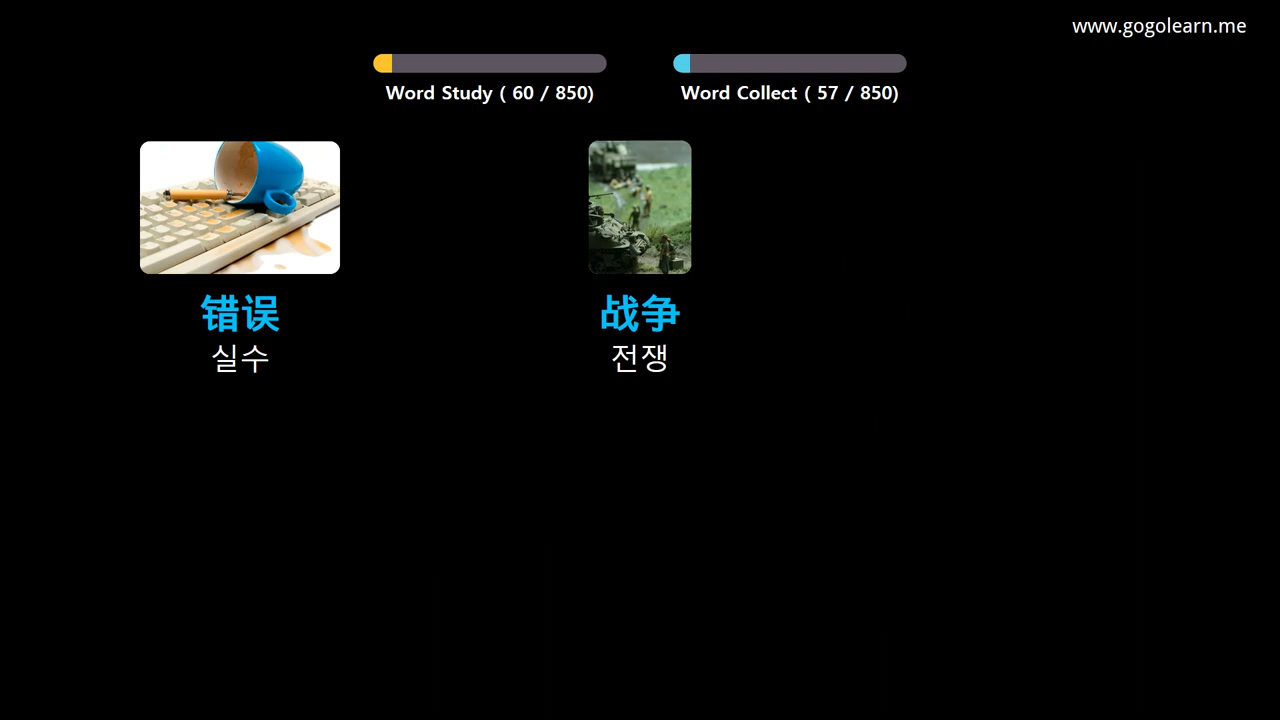 www.gogolearn.me
Word Study ( 60 / 850)
Word Collect ( 57 / 850)
错误
战争
실수
전쟁